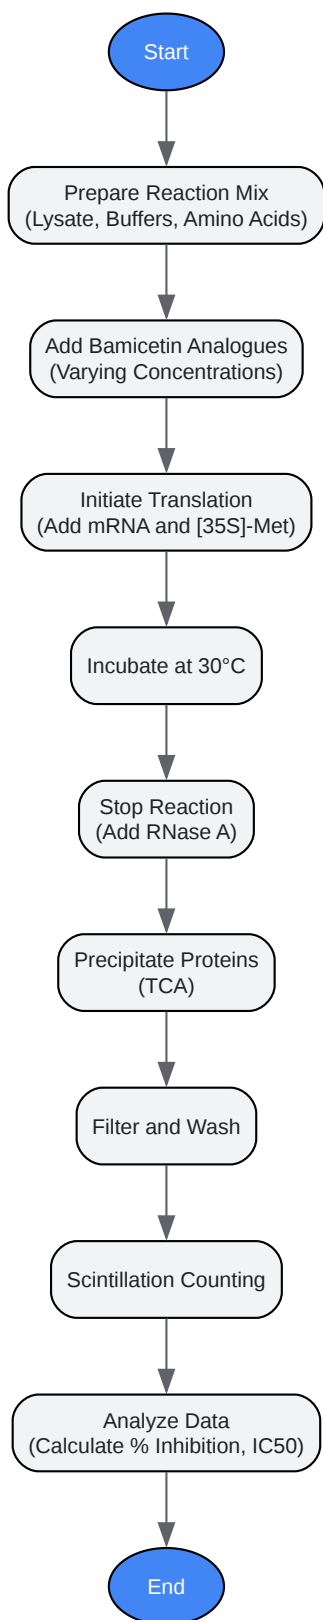 Start
Prepare Reaction Mix
(Lysate, Buffers, Amino Acids)
Add Bamicetin Analogues
(Varying Concentrations)
Initiate Translation
(Add mRNA and [35S]-Met)
Incubate at 30°C
Stop Reaction
(Add RNase A)
Precipitate Proteins
(TCA)
Filter and Wash
Scintillation Counting
Analyze Data
(Calculate % Inhibition, IC50)
End